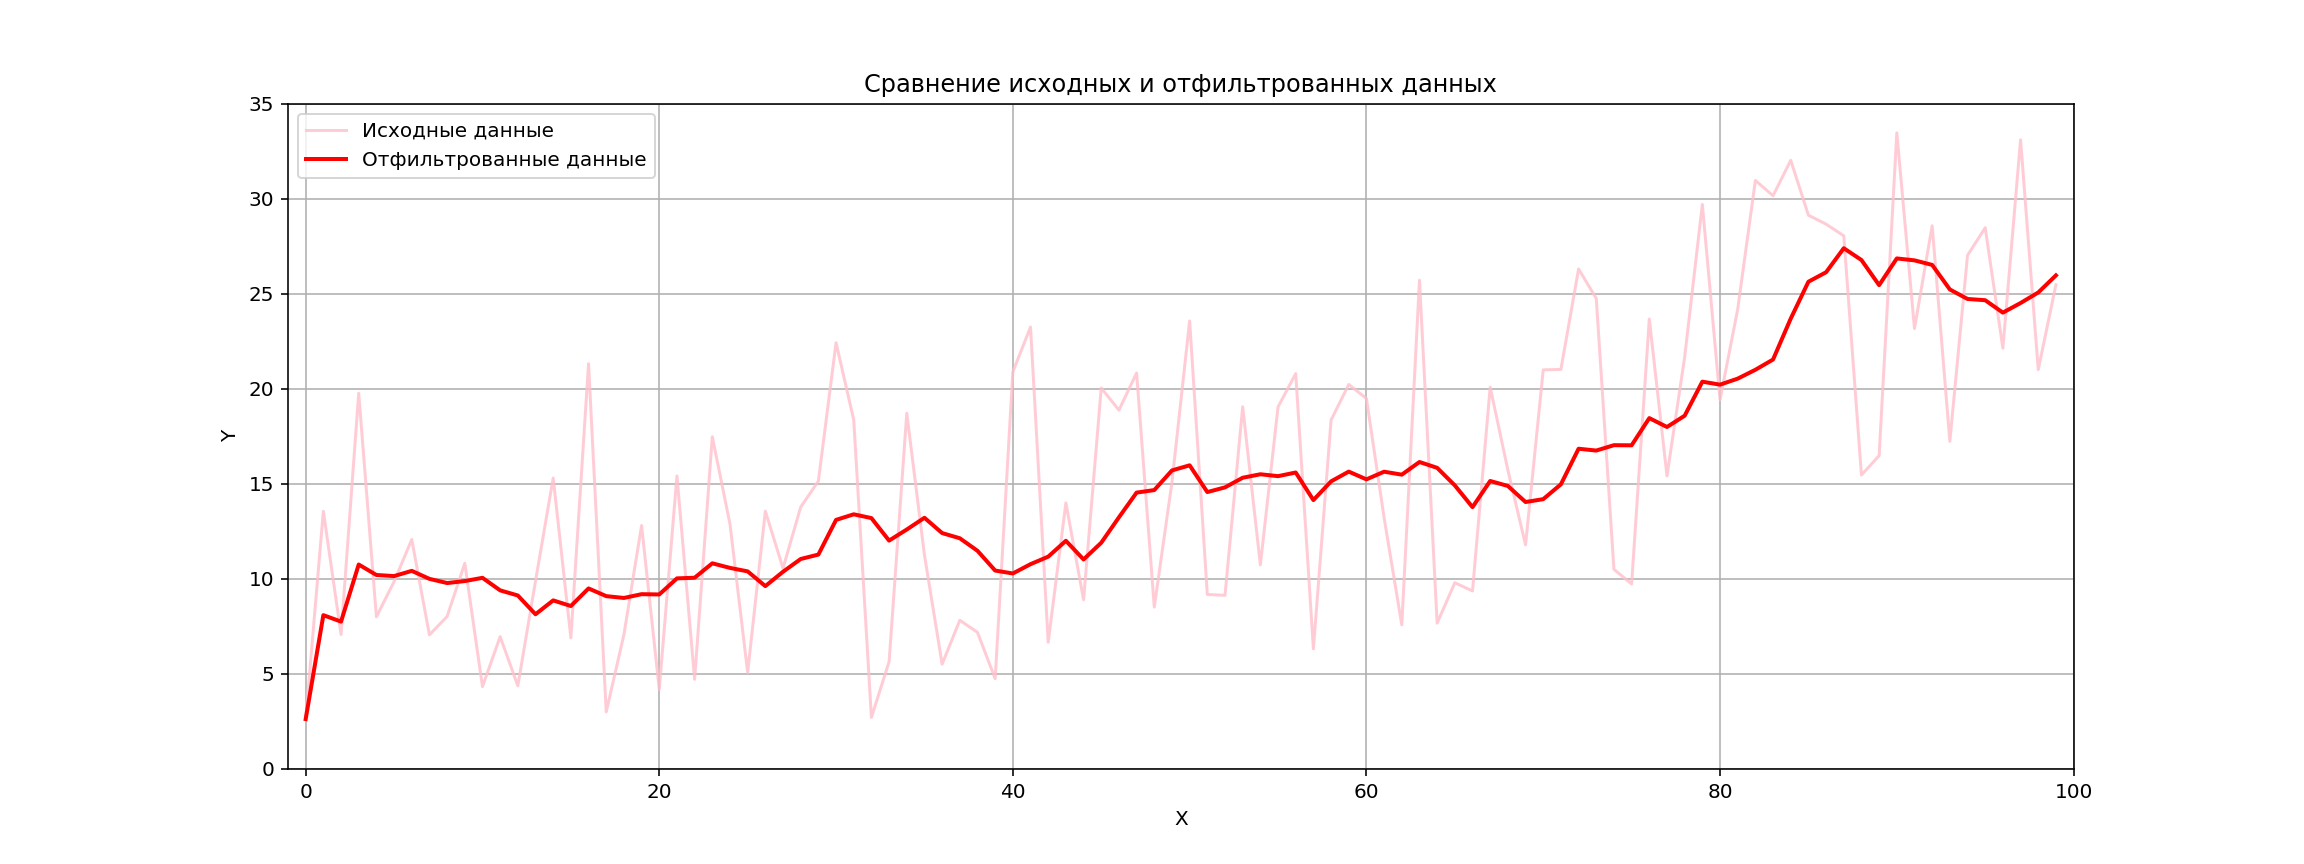 Сравнение исходных и отфильтрованных данных
Исходные данные
Отфильтрованные данные
35
30
25
20
15
10
5
0
Y
0 20 40 60 80 100
X